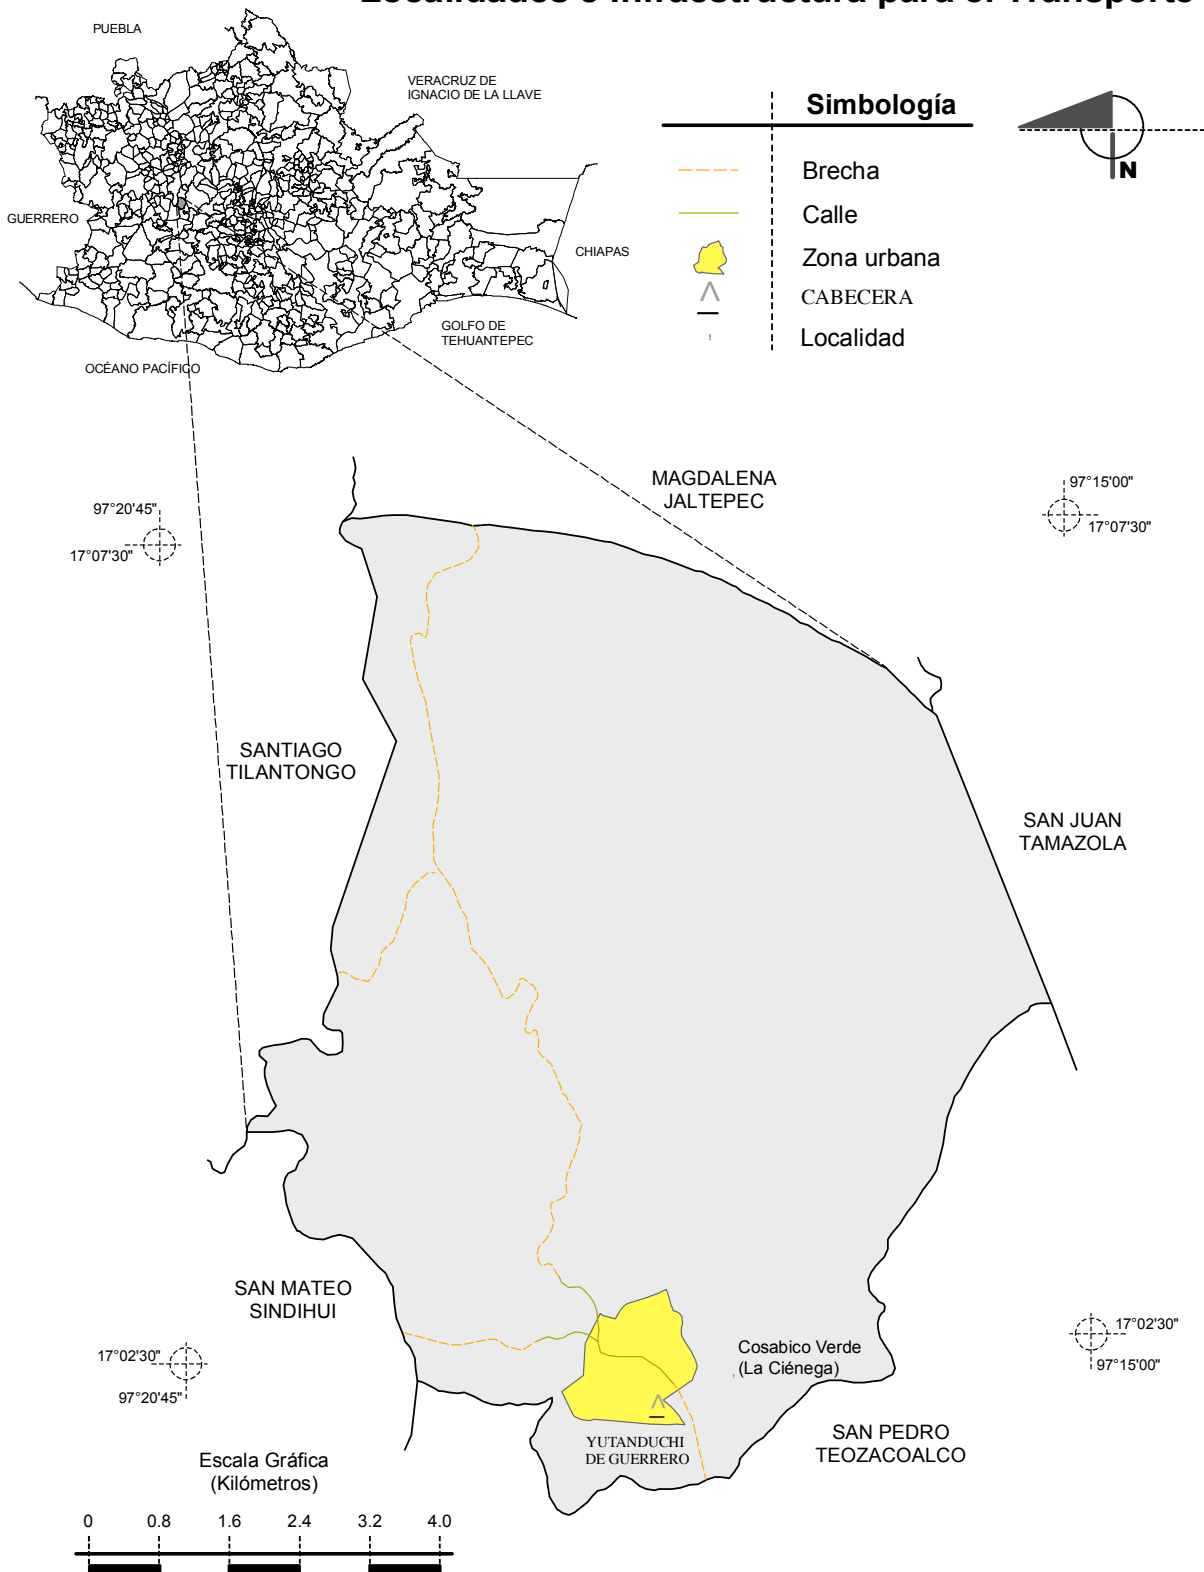 Localidades e Infraestructura para el Transporte
PUEBLA
VERACRUZ DE
IGNACIO DE LA LLAVE
GUERRERO
CHIAPAS
GOLFO DE
TEHUANTEPEC
OCÉANO PACÍFICO
Simbología
Brecha
Calle
Zona urbana
CABECERA
Localidad
N
MAGDALENA
JALTEPEC
97°20'45"
17°07'30"
97°15'00"
17°07'30"
SANTIAGO
TILANTONGO
SAN JUAN
TAMAZOLA
SAN MATEO
SINDIHUI
17°02'30"
97°20'45"
Cosabico Verde
(La Ciénega)
17°02'30"
97°15'00"
YUTANDUCHI
DE GUERRERO
SAN PEDRO
TEOZACOALCO
Escala Gráfica
(Kilómetros)
0 0.8 1.6 2.4 3.2 4.0